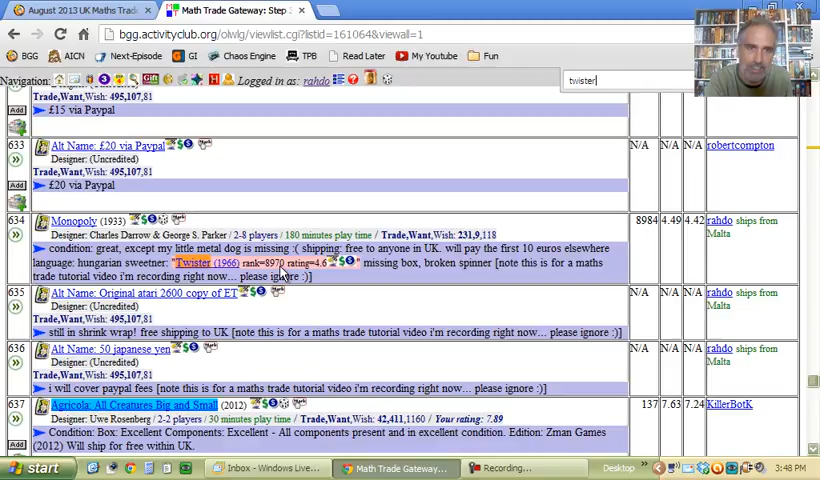 August 2013 UK Maths Trade
Math Trade Gateway: Step 3
bgg.activityclub.org/olwlg/viewlist.cgi?listid=161064&viewall=1
BGG AICN Next-Episode GI Chaos Engine TPB Read Later My Youtube Fun
Navigation: Logged in as: rahdo
twister
Trade,Want,Wish: 495,107,81
Add £15 via Paypal
633 Alt Name: £20 via Paypal N/A N/A N/A robertcompton
Designer: (Uncredited)
Trade,Want,Wish: 495,107,81
Add £20 via Paypal
634 Monopoly (1933) 8984 4.49 4.42 rahdo ships from Malta
Designer: Charles Darrow & George S. Parker / 2-8 players / 180 minutes play time / Trade,Want,Wish: 231,9,118
condition: great, except my little metal dog is missing :( shipping: free to anyone in UK. will pay the first 10 euros elsewhere
language: hungarian sweetner: "Twister (1966) rank=8970 rating=4.6 " missing box, broken spinner [note this is for a maths
trade tutorial video i'm recording right now... please ignore :)]
635 Alt Name: Original atari 2600 copy of ET N/A N/A N/A rahdo ships from Malta
Designer: (Uncredited)
Trade,Want,Wish: 495,107,81
still in shrink wrap! free shipping to UK [note this is for a maths trade tutorial video i'm recording right now... please ignore :)]
636 Alt Name: 50 japanese yen N/A N/A N/A rahdo ships from Malta
Designer: (Uncredited)
Trade,Want,Wish: 495,107,81
i will cover paypal fees [note this is for a maths trade tutorial video i'm recording right now... please ignore :)]
637 Agricola: All Creatures Big and Small (2012) 137 7.63 7.24 KillerBotK
Designer: Uwe Rosenberg / 2-2 players / 30 minutes play time / Trade,Want,Wish: 42,411,1160 / Your rating: 7.89
Add Condition: Box: Excellent Components: Excellent - All components present and in excellent condition. Edition: Zman Games
(2012) Will ship for free within UK.
start Inbox - Windows Live... Math Trade Gateway... Recording... Desktop 3:48 PM